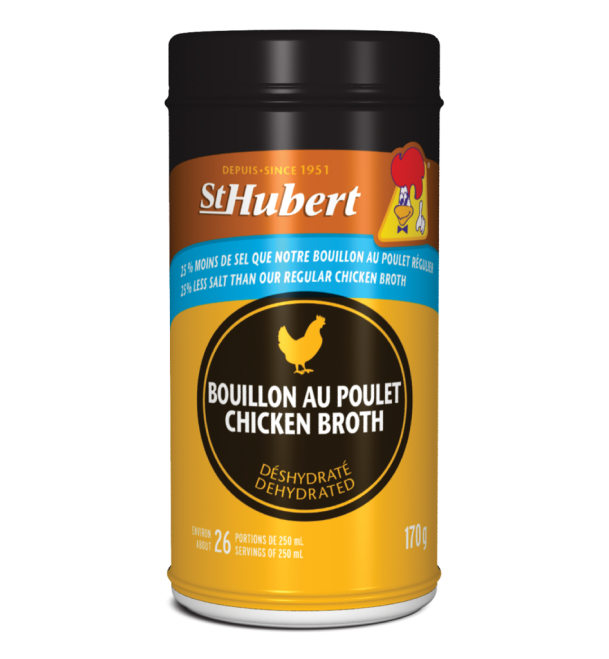 DEPUIS•SINCE 1951
StHubert
25 % MOINS DE SEL QUE NOTRE BOUILLON AU POULET RÉGULIER
25% LESS SALT THAN OUR REGULAR CHICKEN BROTH
BOUILLON AU POULET
CHICKEN BROTH
DÉSHYDRATÉ
DEHYDRATED
ENVIRON
ABOUT
26
PORTIONS DE 250 mL
SERVINGS OF 250 mL
170 g